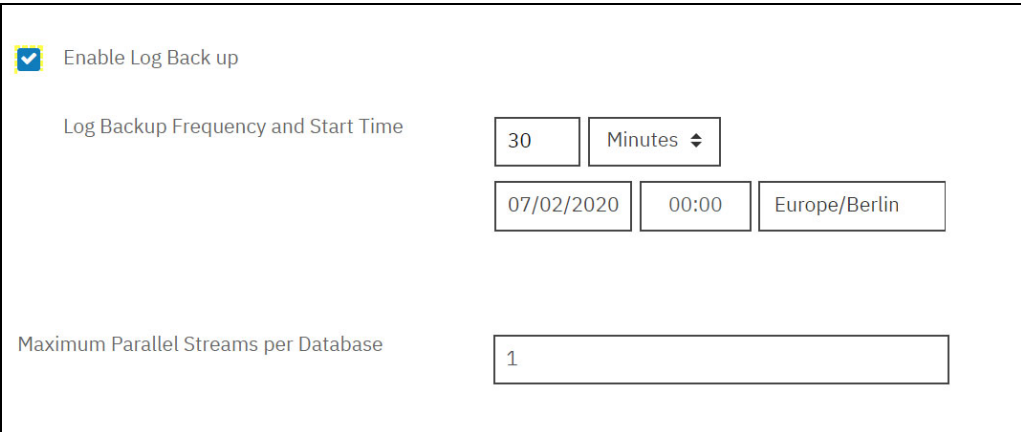 Enable Log Back up
Log Backup Frequency and Start Time
30 Minutes
07/02/2020 00:00 Europe/Berlin
Maximum Parallel Streams per Database
1